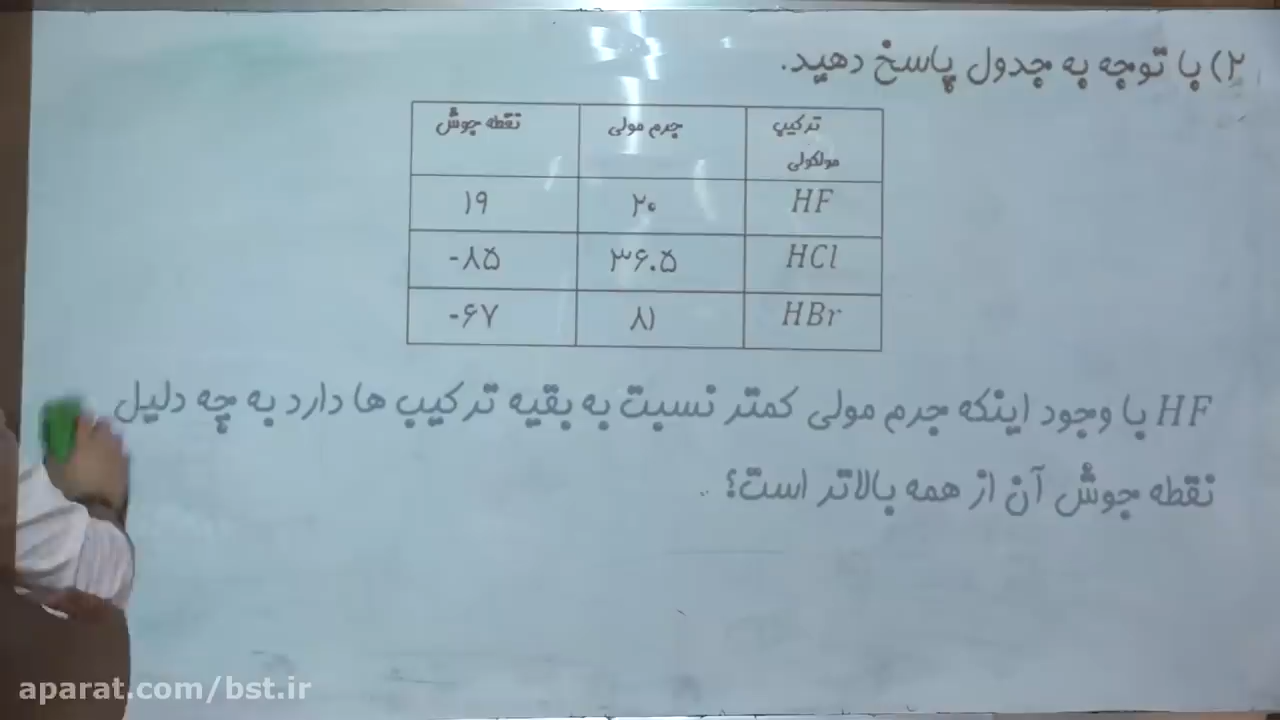 ۲) با توجه به جدول پاسخ دهید.
ترکیب مولکولی جرم مولی نقطه جوش
HF ۲۰ ۱۹
HCl ۳۶.۵ -۸۵
HBr ۸۱ -۶۷
HF با وجود اینکه جرم مولی کمتر نسبت به بقیه ترکیب ها دارد به چه دلیل
نقطه جوش آن از همه بالاتر است؟
aparat.com/bst.ir